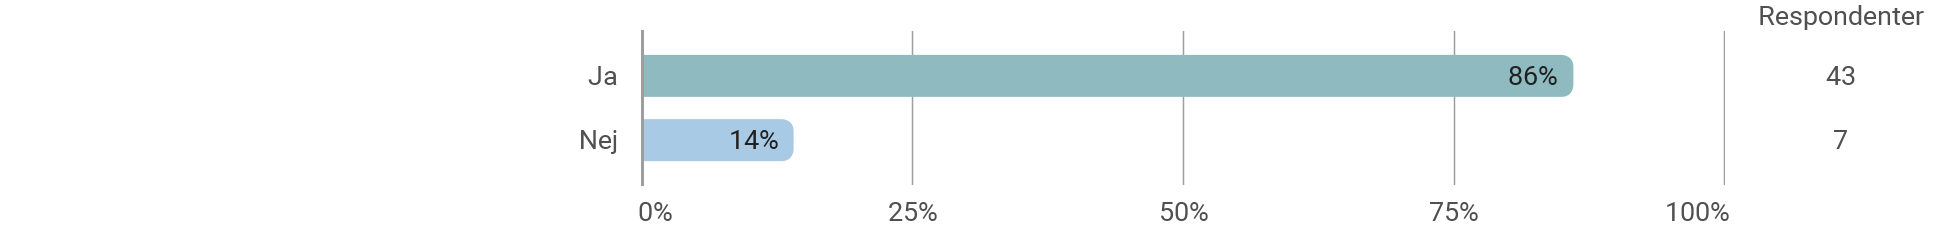 Respondenter
Ja 86% 43
Nej 14% 7
0% 25% 50% 75% 100%